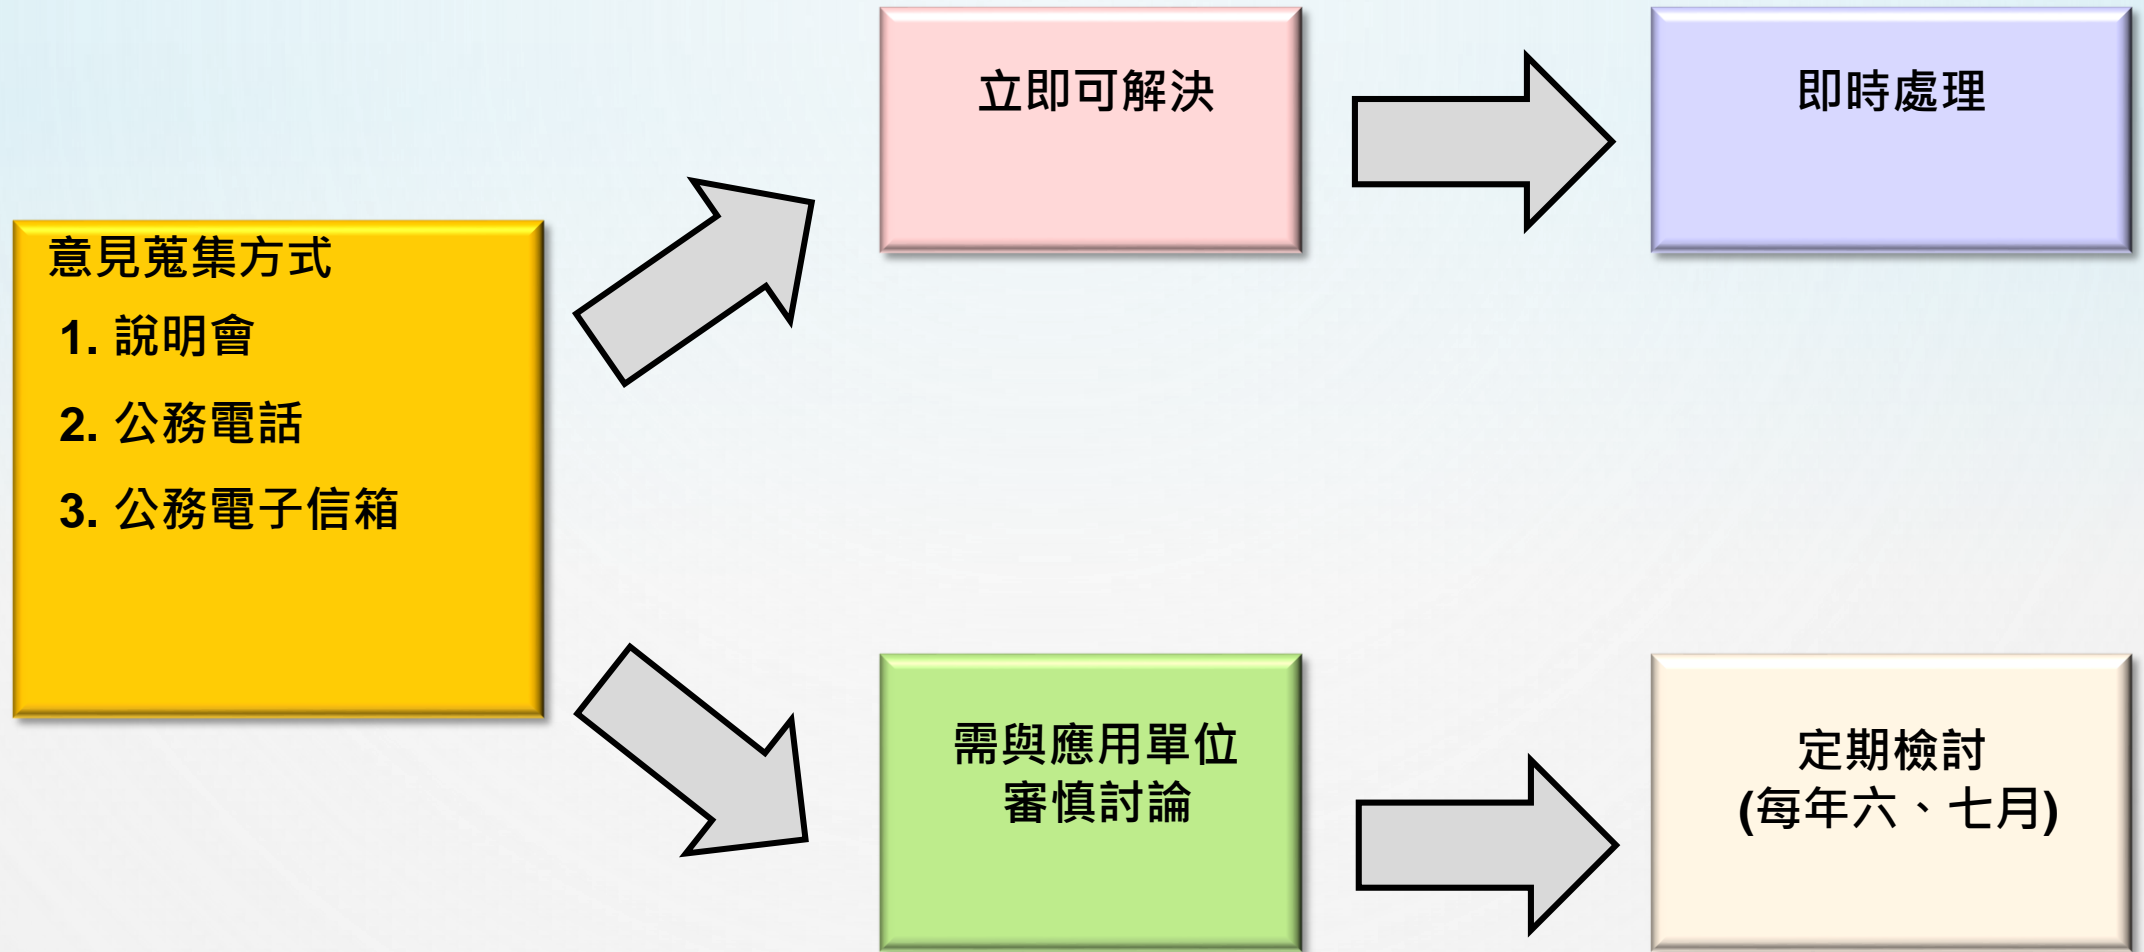 意見蒐集方式
1. 說明會
2. 公務電話
3. 公務電子信箱
立即可解決
即時處理
需與應用單位
審慎討論
定期檢討
(每年六、七月)